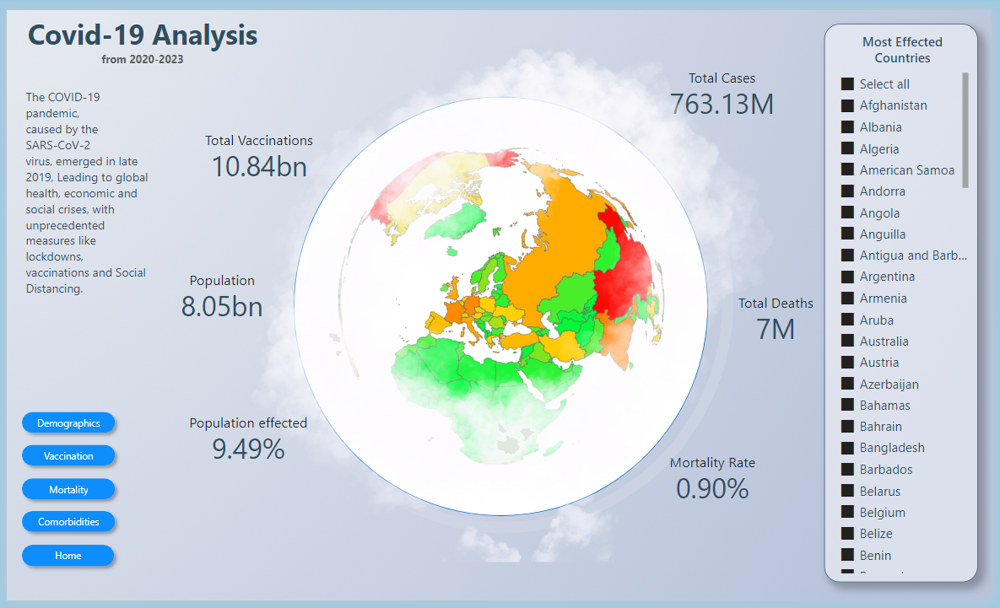 Covid-19 Analysis
from 2020-2023
The COVID-19
pandemic,
caused by the
SARS-CoV-2
virus, emerged in late
2019, Leading to global
health, economic and
social crises, with
unprecedented
measures like
lockdowns,
vaccinations and Social
Distancing.
Total Vaccinations
10.84bn
Population
8.05bn
Population effected
9.49%
Total Cases
763.13M
Total Deaths
7M
Mortality Rate
0.90%
Demographics
Vaccination
Mortality
Comorbidities
Home
Most Effected
Countries
Select all
Afghanistan
Albania
Algeria
American Samoa
Andorra
Angola
Anguilla
Antigua and Barb...
Argentina
Armenia
Aruba
Australia
Austria
Azerbaijan
Bahamas
Bahrain
Bangladesh
Barbados
Belarus
Belgium
Belize
Benin